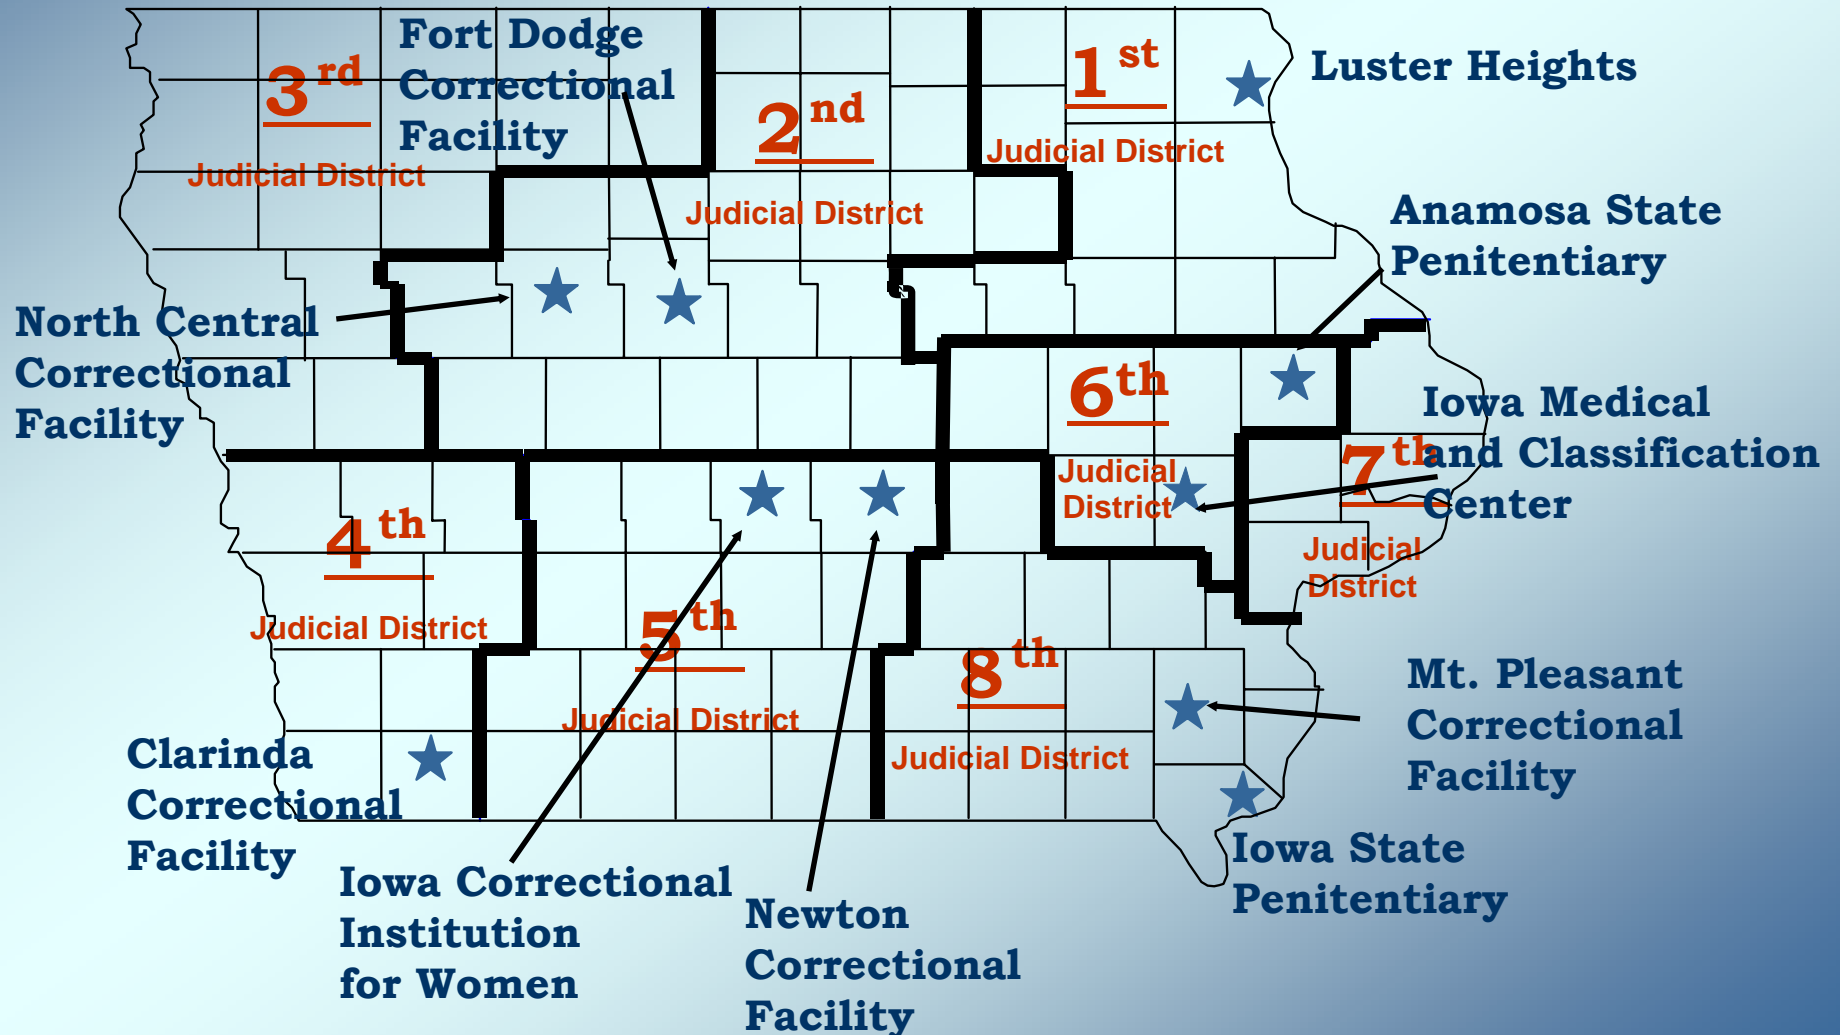 Fort Dodge
Correctional
Facility
3rd
Judicial District
2nd
Judicial District
1st
Judicial District
Luster Heights
Anamosa State
Penitentiary
North Central
Correctional
Facility
6th
Judicial
District
Iowa Medical
and Classification
Center
7th
Judicial
District
4th
Judicial District
5th
Judicial District
8th
Judicial District
Mt. Pleasant
Correctional
Facility
Clarinda
Correctional
Facility
Iowa State
Penitentiary
Iowa Correctional
Institution
for Women
Newton
Correctional
Facility